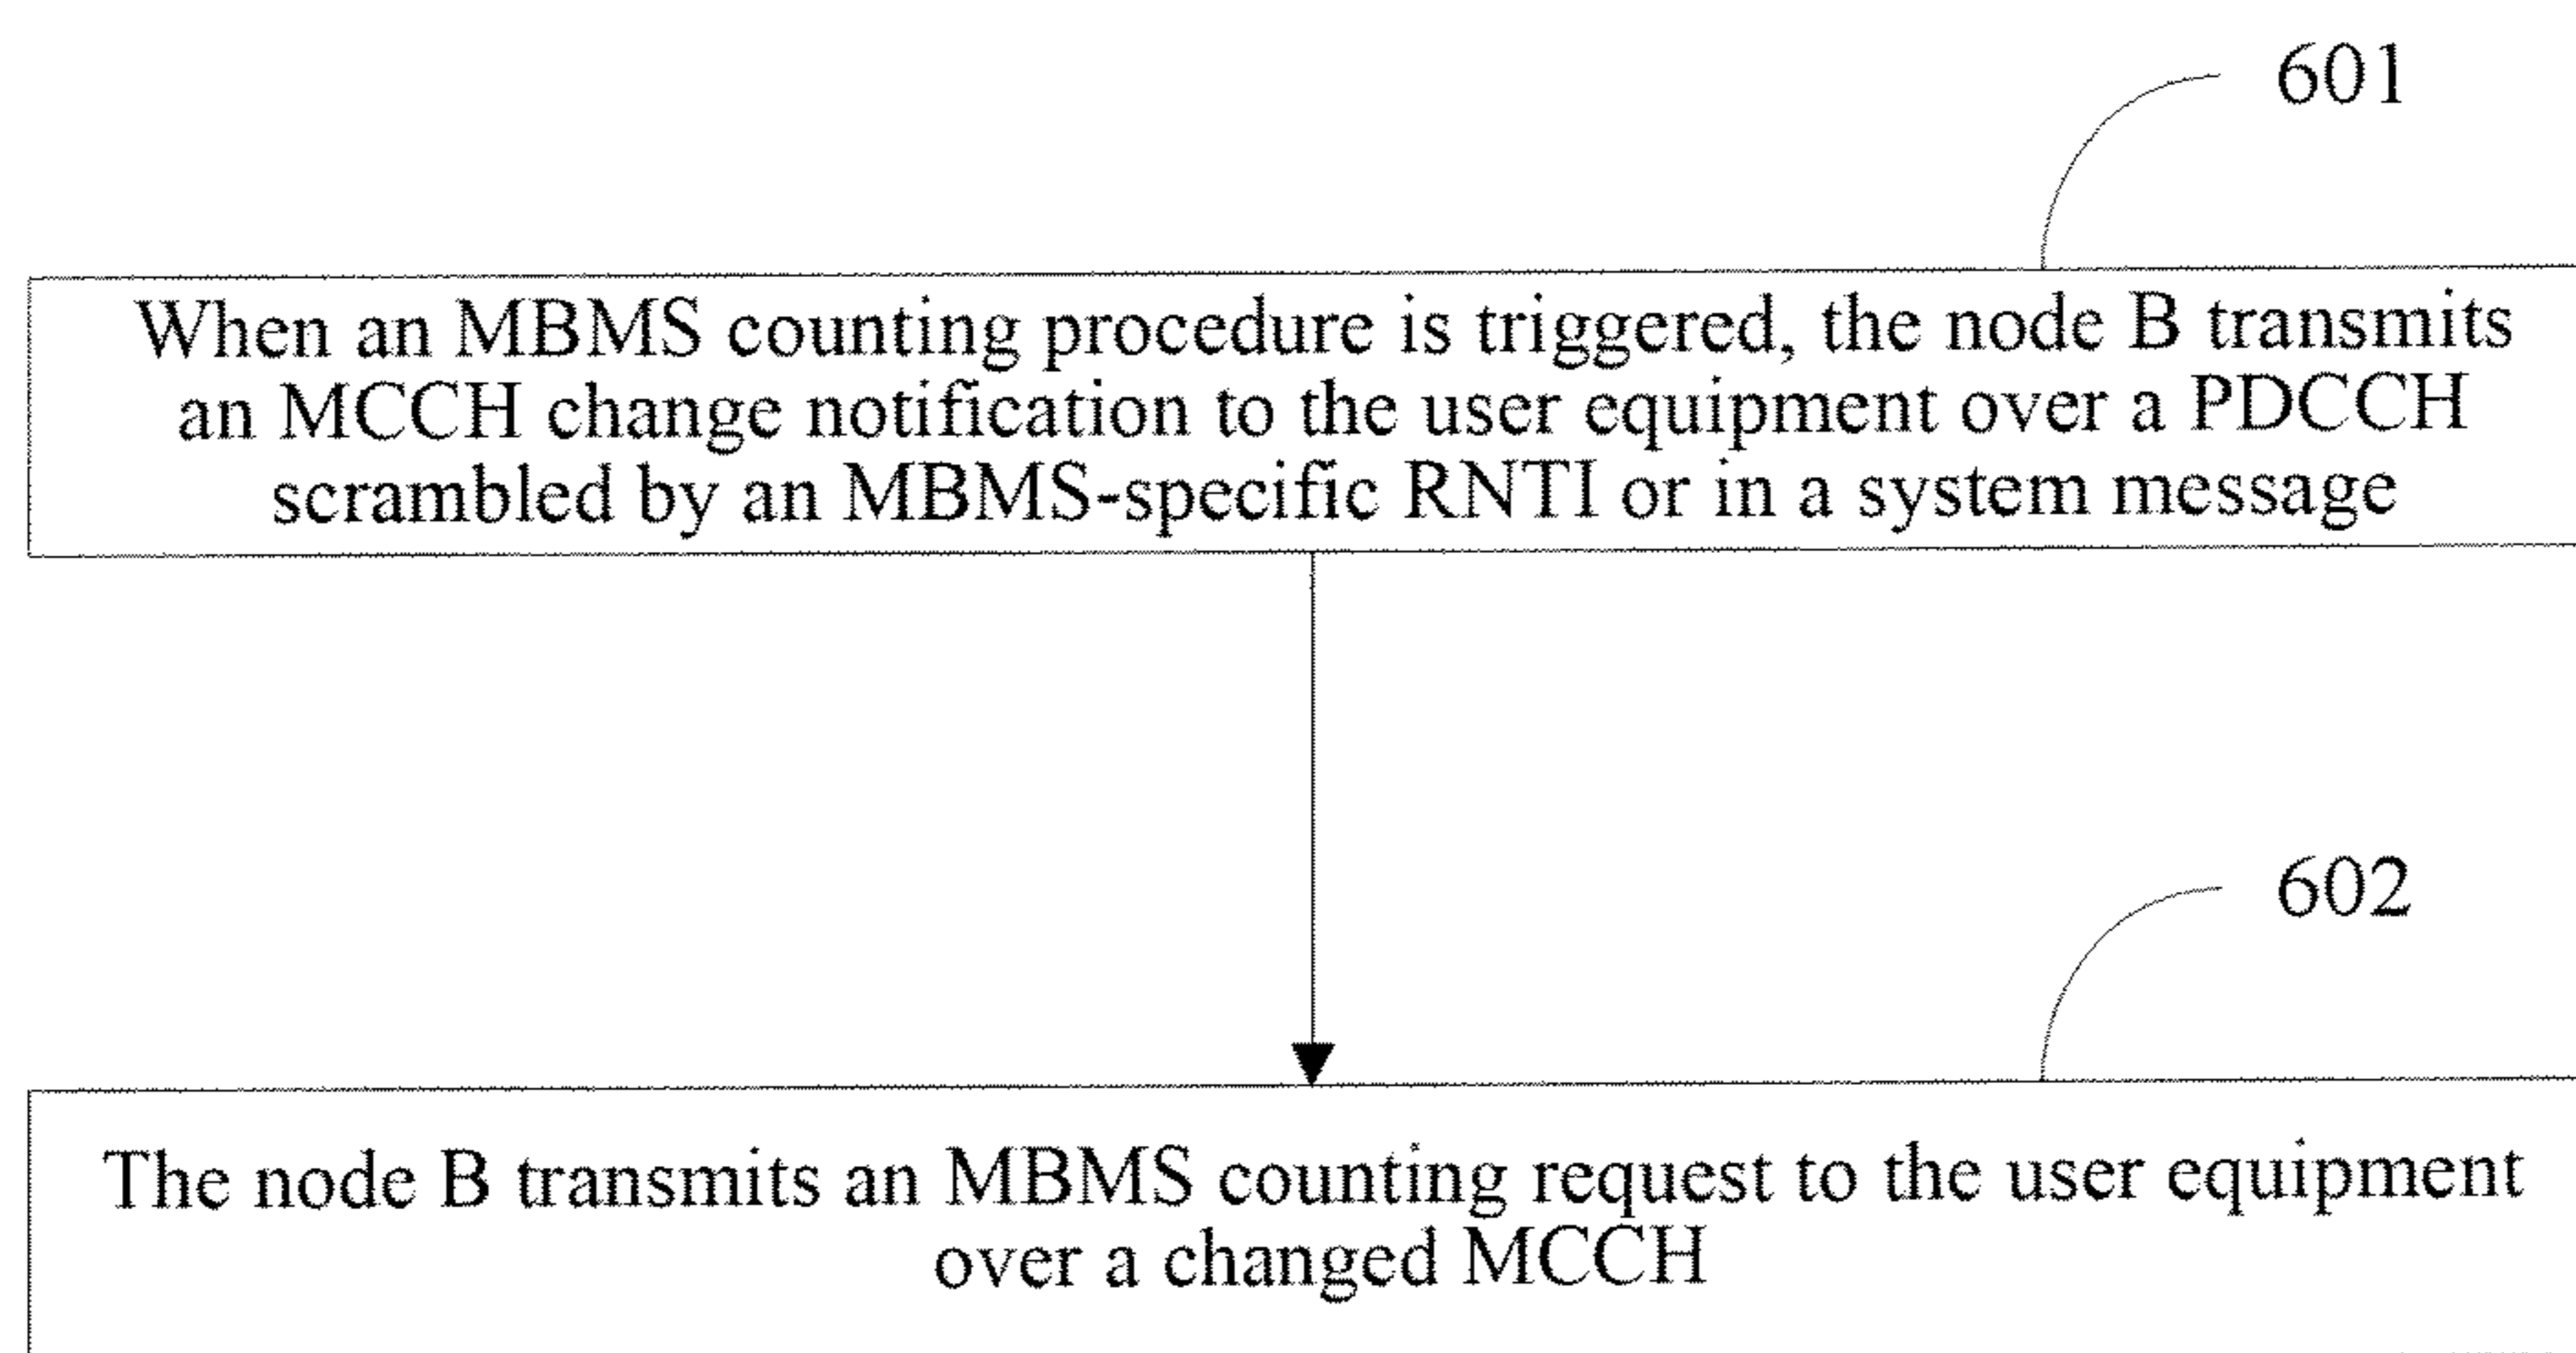 601
When an MBMS counting procedure is triggered, the node B transmits
an MCCH change notification to the user equipment over a PDCCH
scrambled by an MBMS-specific RNTI or in a system message
602
The node B transmits an MBMS counting request to the user equipment
over a changed MCCH